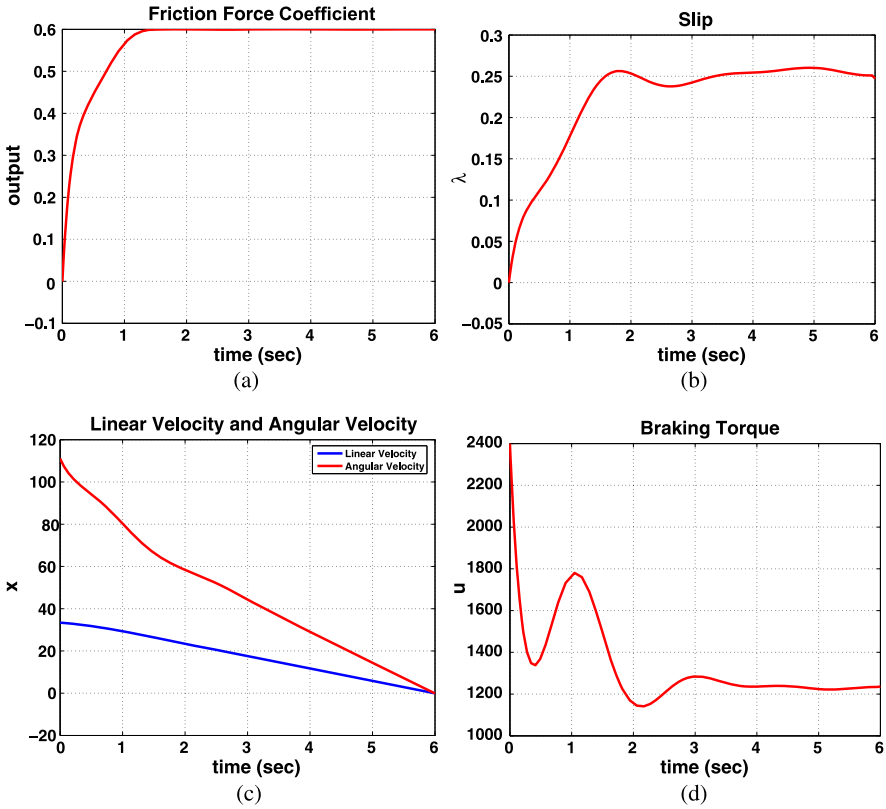 Friction Force Coefficient
0.6
0.5
0.4
0.3
0.2
0.1
0
−0.1
output
0 1 2 3 4 5 6
time (sec)
(a)
Slip
0.3
0.25
0.2
0.15
0.1
0.05
0
−0.05
λ
0 1 2 3 4 5 6
time (sec)
(b)
Linear Velocity and Angular Velocity
120
100
80
60
40
20
0
−20
x
Linear Velocity
Angular Velocity
0 1 2 3 4 5 6
time (sec)
(c)
Braking Torque
2400
2200
2000
1800
1600
1400
1200
1000
u
0 1 2 3 4 5 6
time (sec)
(d)